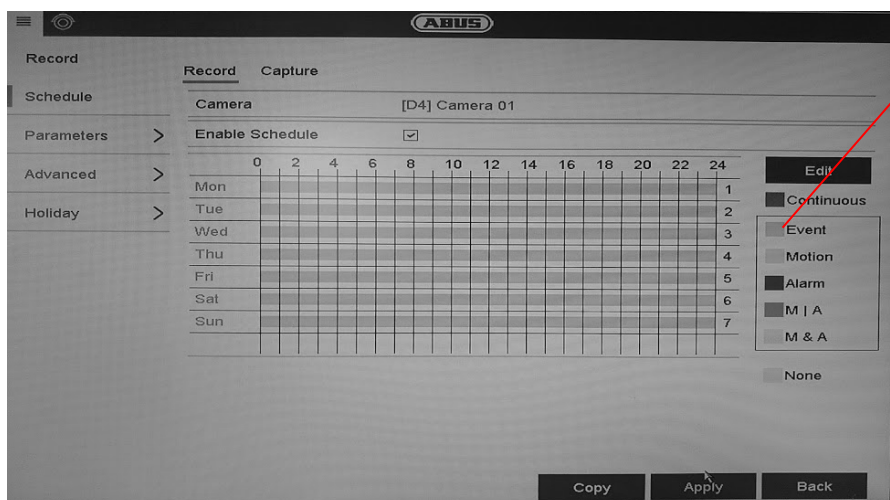 ABUS
Record
Schedule
Parameters
Advanced
Holiday
Record Capture
Camera [D4] Camera 01
Enable Schedule
0 2 4 6 8 10 12 14 16 18 20 22 24
Mon 1
Tue 2
Wed 3
Thu 4
Fri 5
Sat 6
Sun 7
Edit
Continuous
Event
Motion
Alarm
M | A
M & A
None
Copy Apply Back